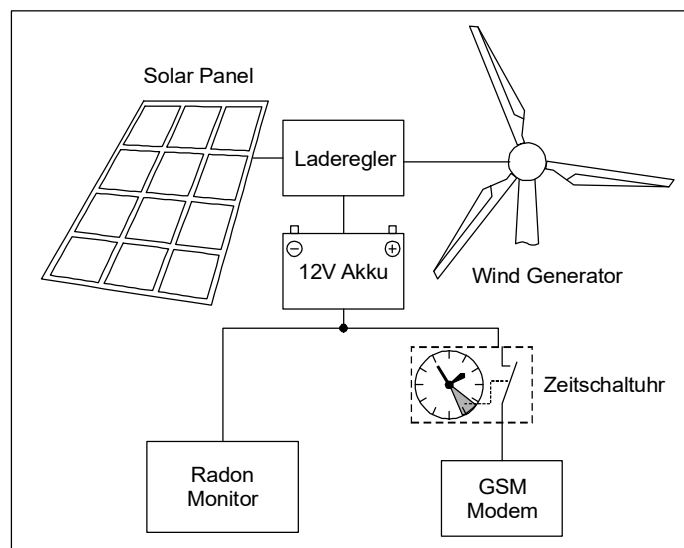 Solar Panel
Laderegler
12V Akku
Wind Generator
Zeitschaltuhr
Radon
Monitor
GSM
Modem